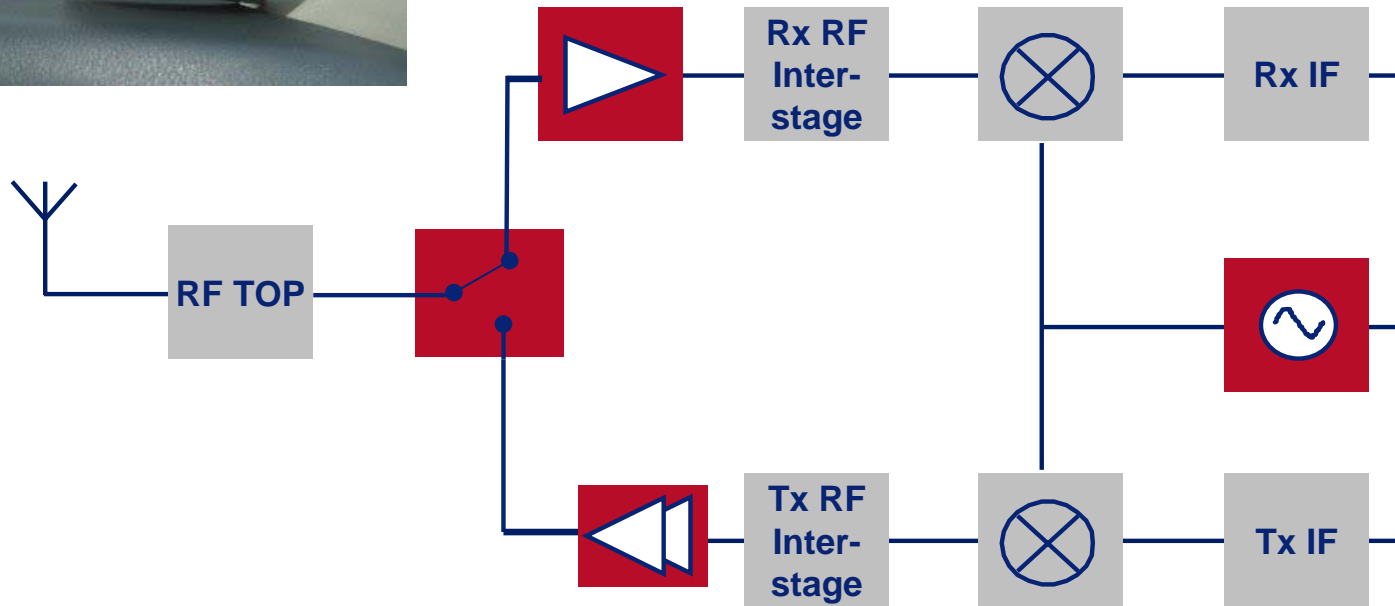 Rx RF
Inter-
stage
Rx IF
RF TOP
Tx RF
Inter-
stage
Tx IF